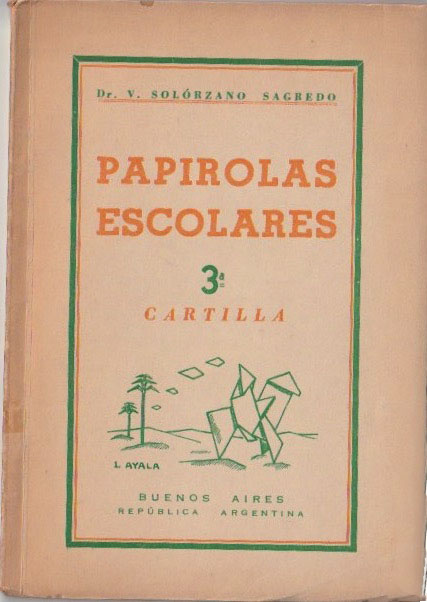 Dr. V. SOLÓRZANO SAGREDO
PAPIROLAS
ESCOLARES
3ª
CARTILLA
L. AYALA
BUENOS AIRES
REPÚBLICA ARGENTINA